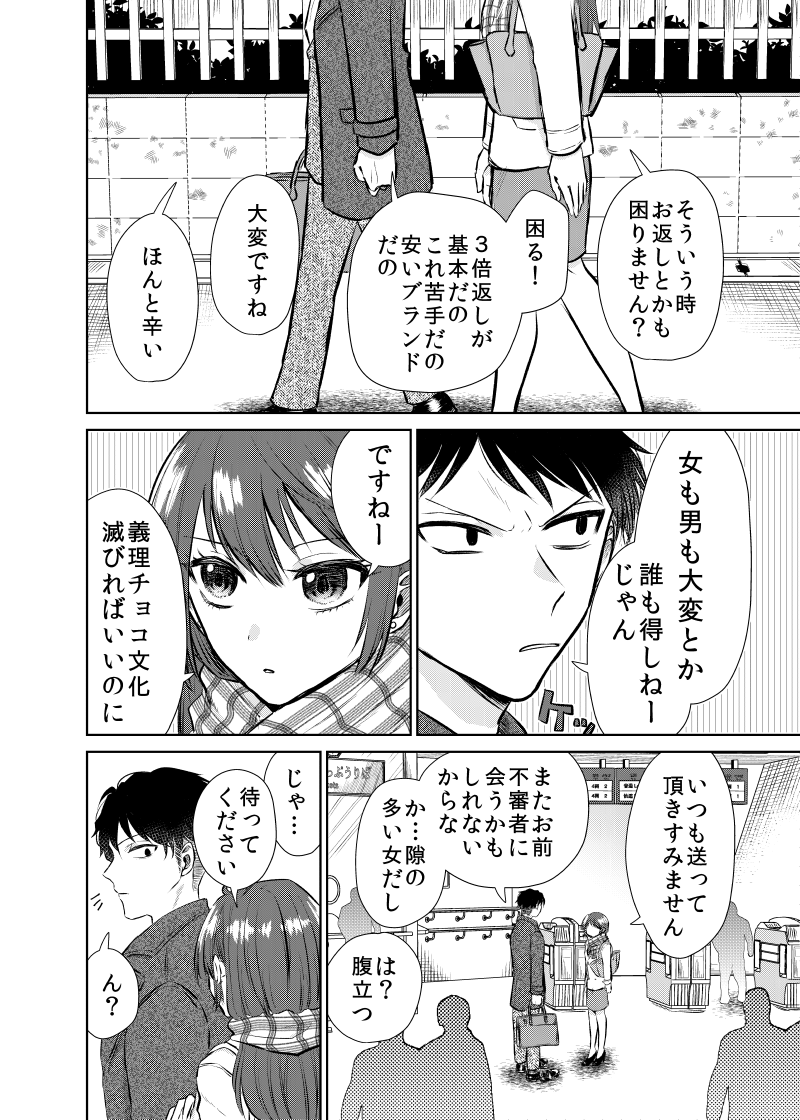 そういう時
お返しとかも
困りません？
困る！
３倍返しが
基本だの
これ苦手だの
安いブランド
だの
大変ですね
ほんと辛い
女も男も大変とか
誰も得しねー
じゃん
ケッ
ですねー
義理チョコ文化
滅びればいいのに
いつも送って
頂きすみません
またお前
不審者に
会うかも
しれない
からな
か…隙の
多い女だし
は？
腹立つ
じゃ…
待って
ください
ん？
っぷうりば